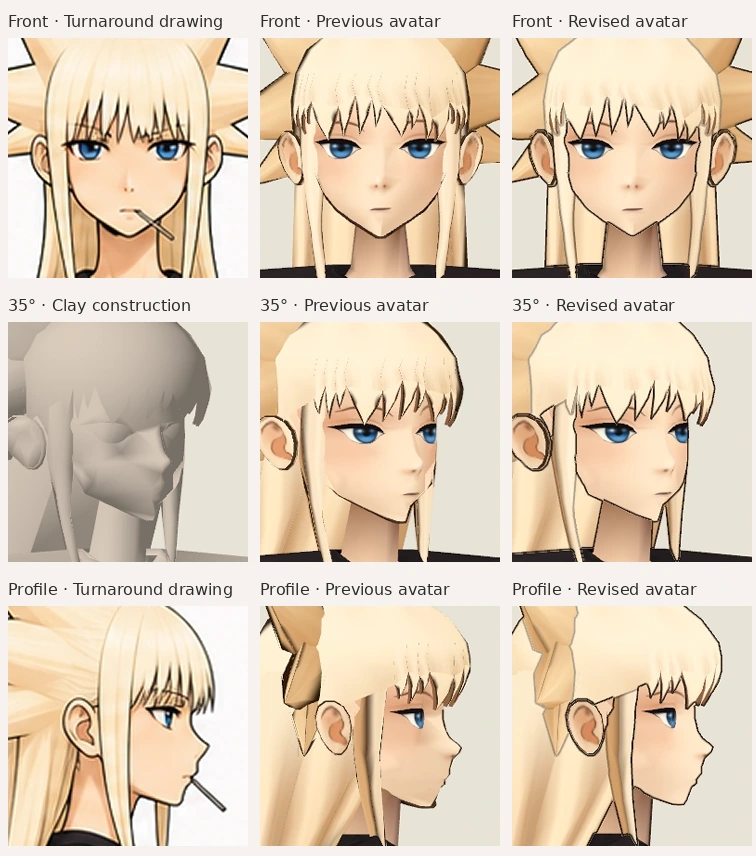 Front · Turnaround drawing
Front · Previous avatar
Front · Revised avatar
35° · Clay construction
35° · Previous avatar
35° · Revised avatar
Profile · Turnaround drawing
Profile · Previous avatar
Profile · Revised avatar